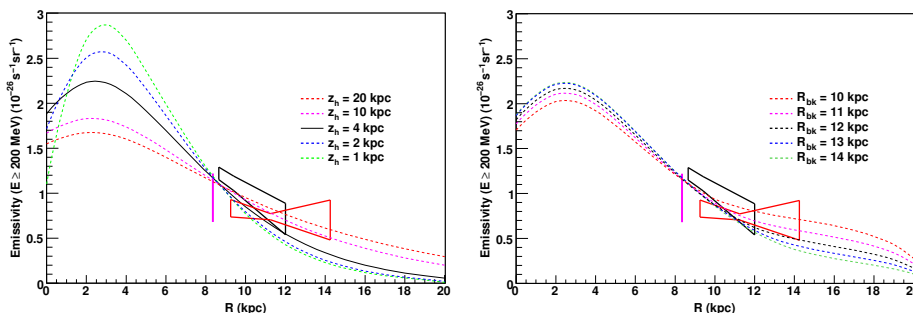 Emissivity (E ≥ 200 MeV) (10⁻²⁶ s⁻¹sr⁻¹)
3
2.5
2
1.5
1
0.5
0
z_h = 20 kpc
z_h = 10 kpc
z_h = 4 kpc
z_h = 2 kpc
z_h = 1 kpc
0 2 4 6 8 10 12 14 16 18 20
R (kpc)
Emissivity (E ≥ 200 MeV) (10⁻²⁶ s⁻¹sr⁻¹)
3
2.5
2
1.5
1
0.5
0
R_bk = 10 kpc
R_bk = 11 kpc
R_bk = 12 kpc
R_bk = 13 kpc
R_bk = 14 kpc
0 2 4 6 8 10 12 14 16 18 20
R (kpc)